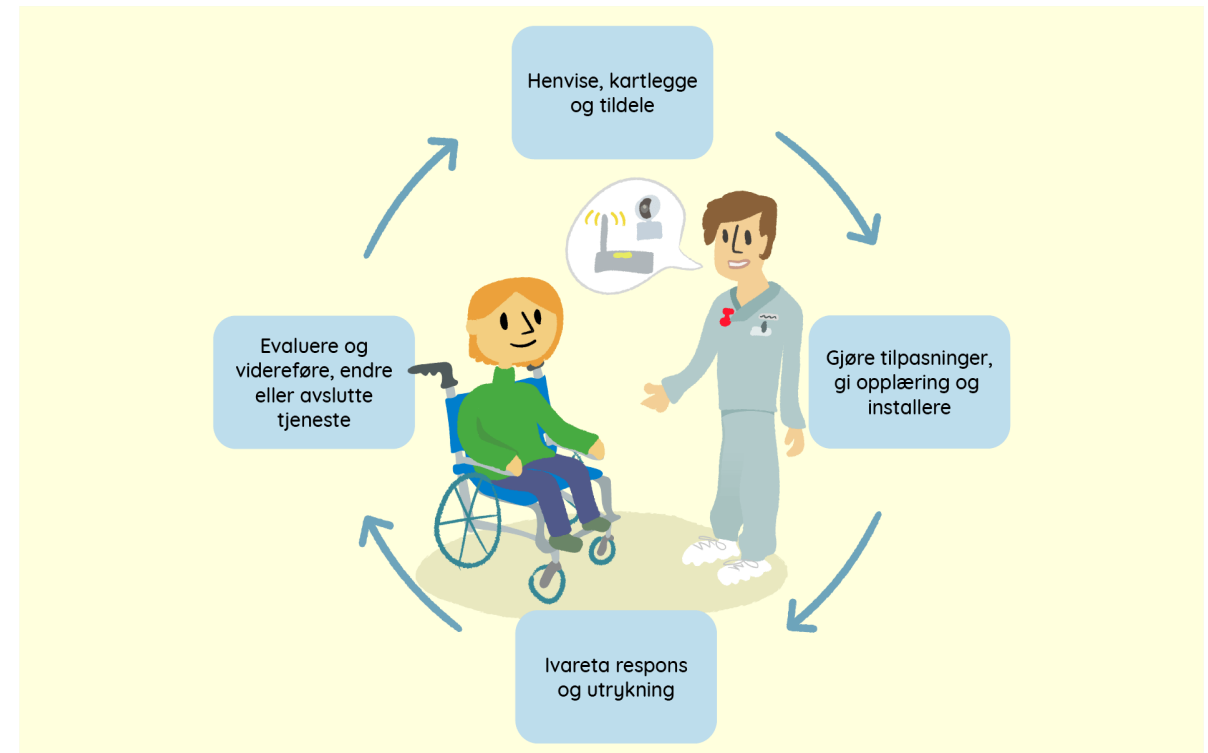 Henvise, kartlegge
og tildele
Gjøre tilpasninger,
gi opplæring og
installere
Ivareta respons
og utrykning
Evaluere og
videreføre, endre
eller avslutte
tjeneste